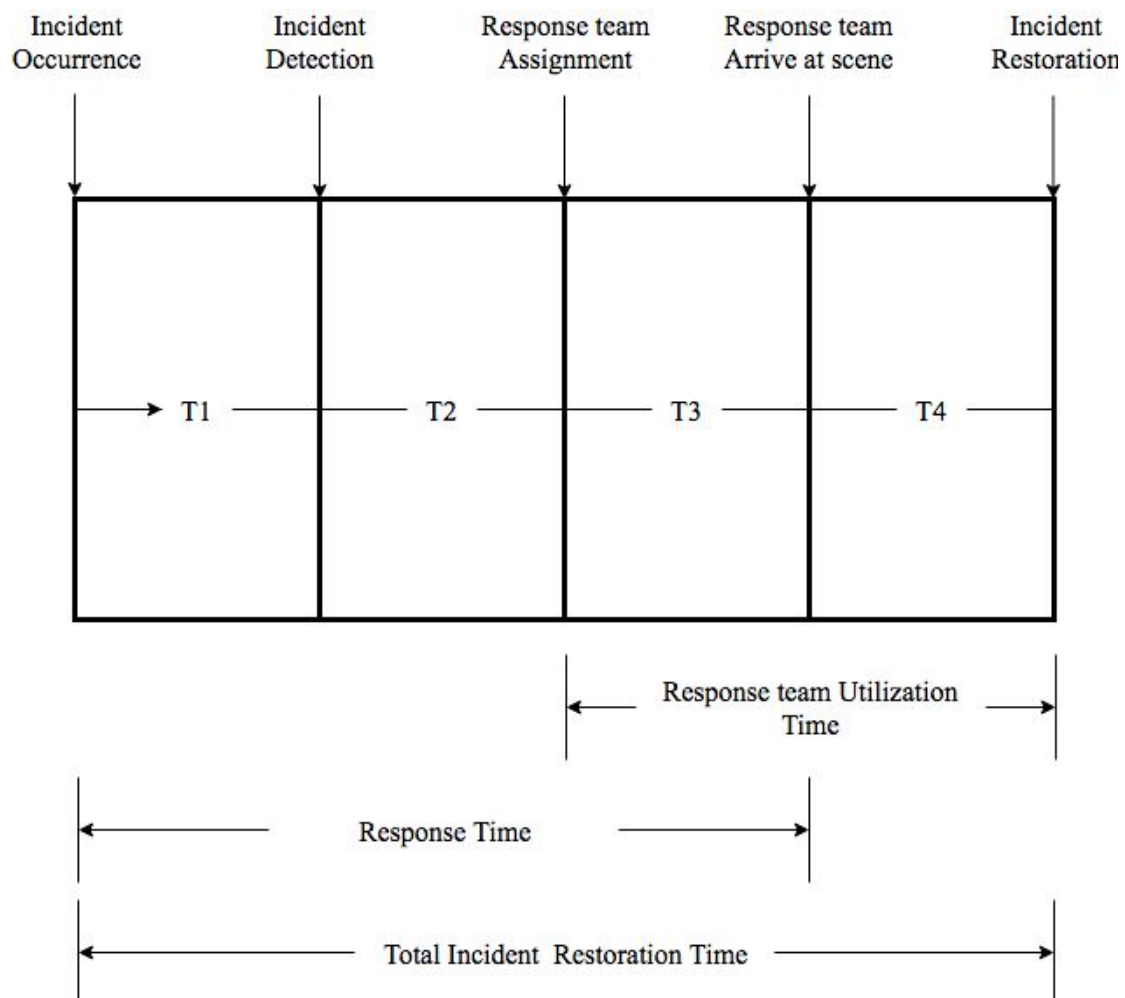 Incident
Occurrence
Incident
Detection
Response team
Assignment
Response team
Arrive at scene
Incident
Restoration
T1
T2
T3
T4
Response team Utilization
Time
Response Time
Total Incident Restoration Time